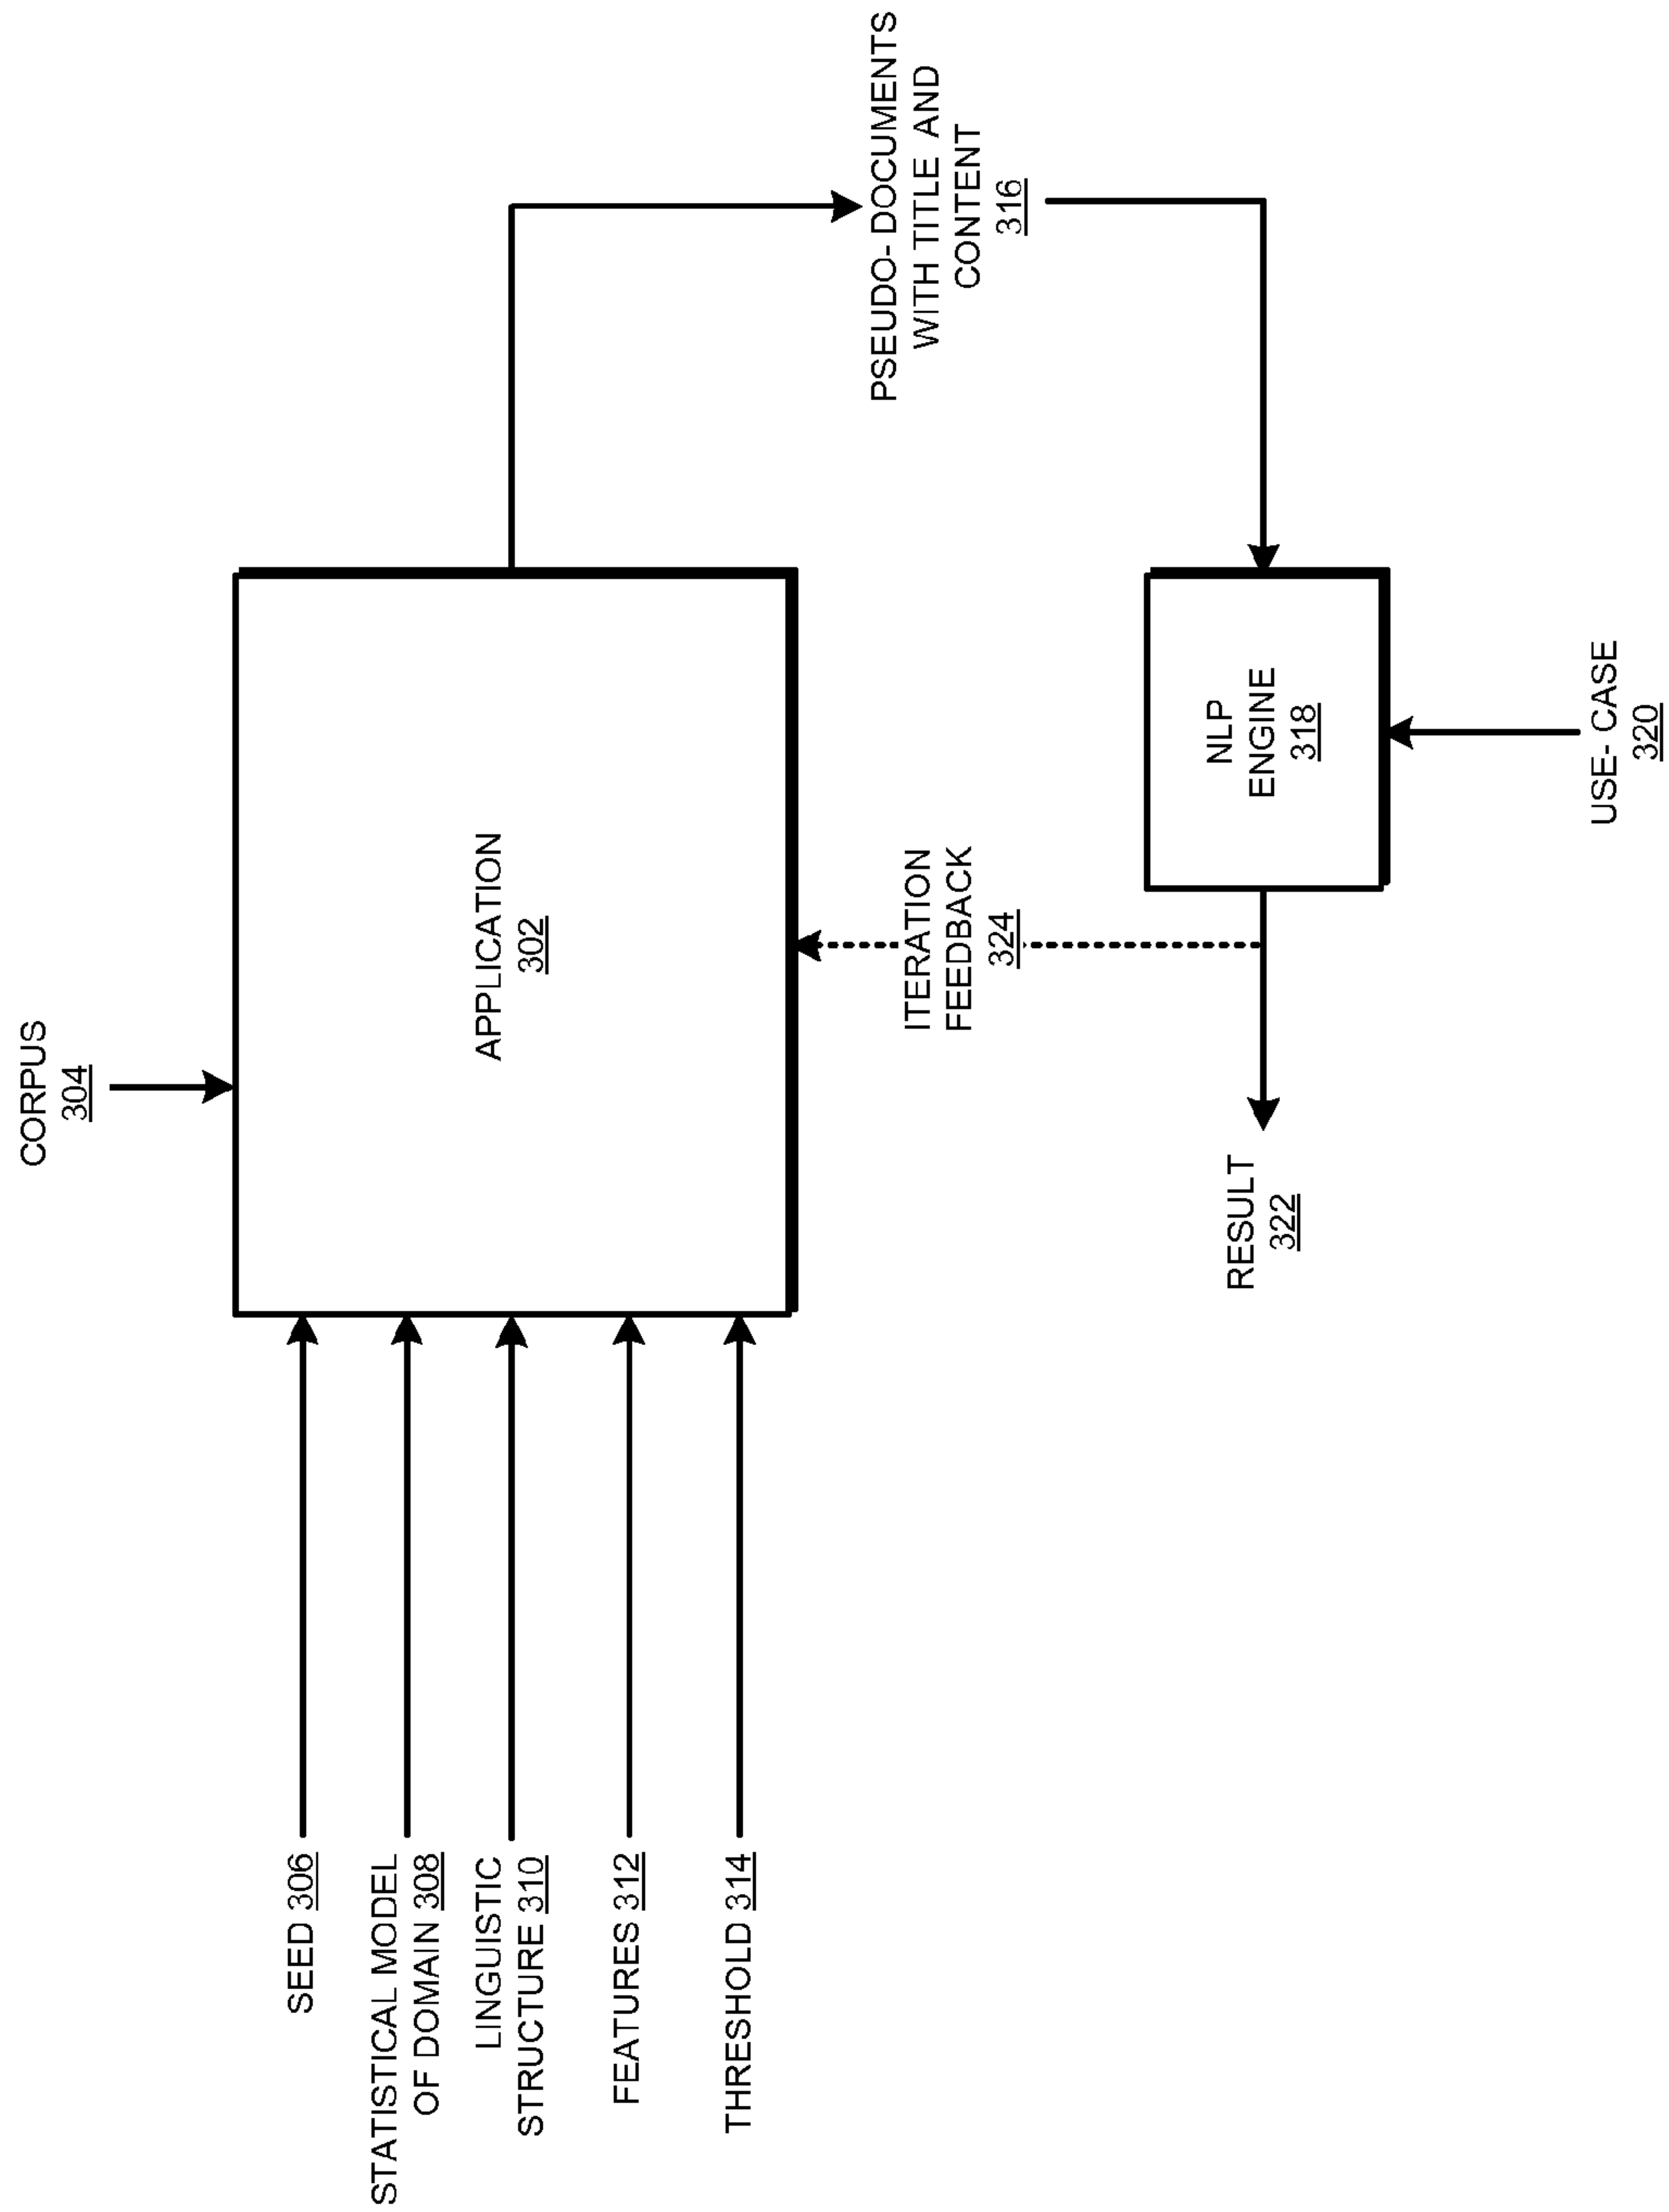 CORPUS
304
SEED 306
STATISTICAL MODEL
OF DOMAIN 308
LINGUISTIC
STRUCTURE 310
FEATURES 312
THRESHOLD 314
APPLICATION
302
ITERATION
FEEDBACK
324
PSEUDO- DOCUMENTS
WITH TITLE AND
CONTENT
316
RESULT
322
NLP
ENGINE
318
USE- CASE
320